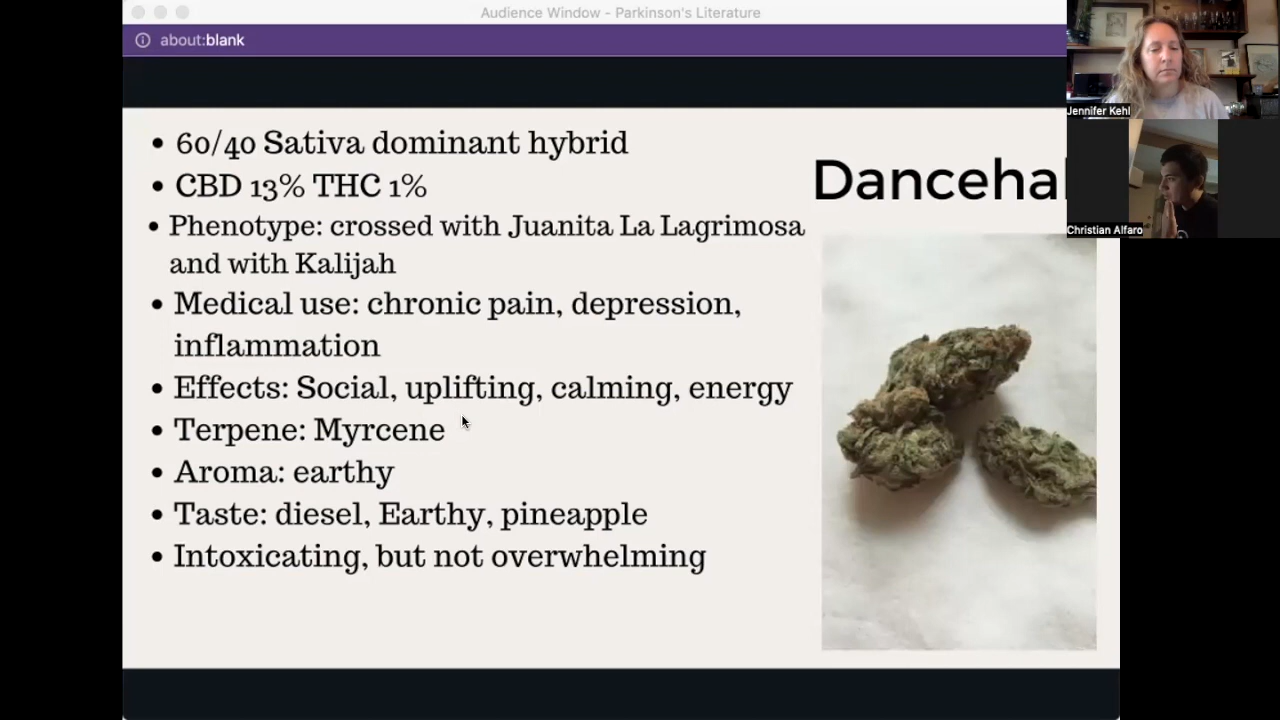 Audience Window - Parkinson's Literature
about:blank
60/40 Sativa dominant hybrid
CBD 13% THC 1%
Phenotype: crossed with Juanita La Lagrimosa
and with Kalijah
Medical use: chronic pain, depression,
inflammation
Effects: Social, uplifting, calming, energy
Terpene: Myrcene
Aroma: earthy
Taste: diesel, Earthy, pineapple
Intoxicating, but not overwhelming
Jennifer Kehl
Christian Alfaro